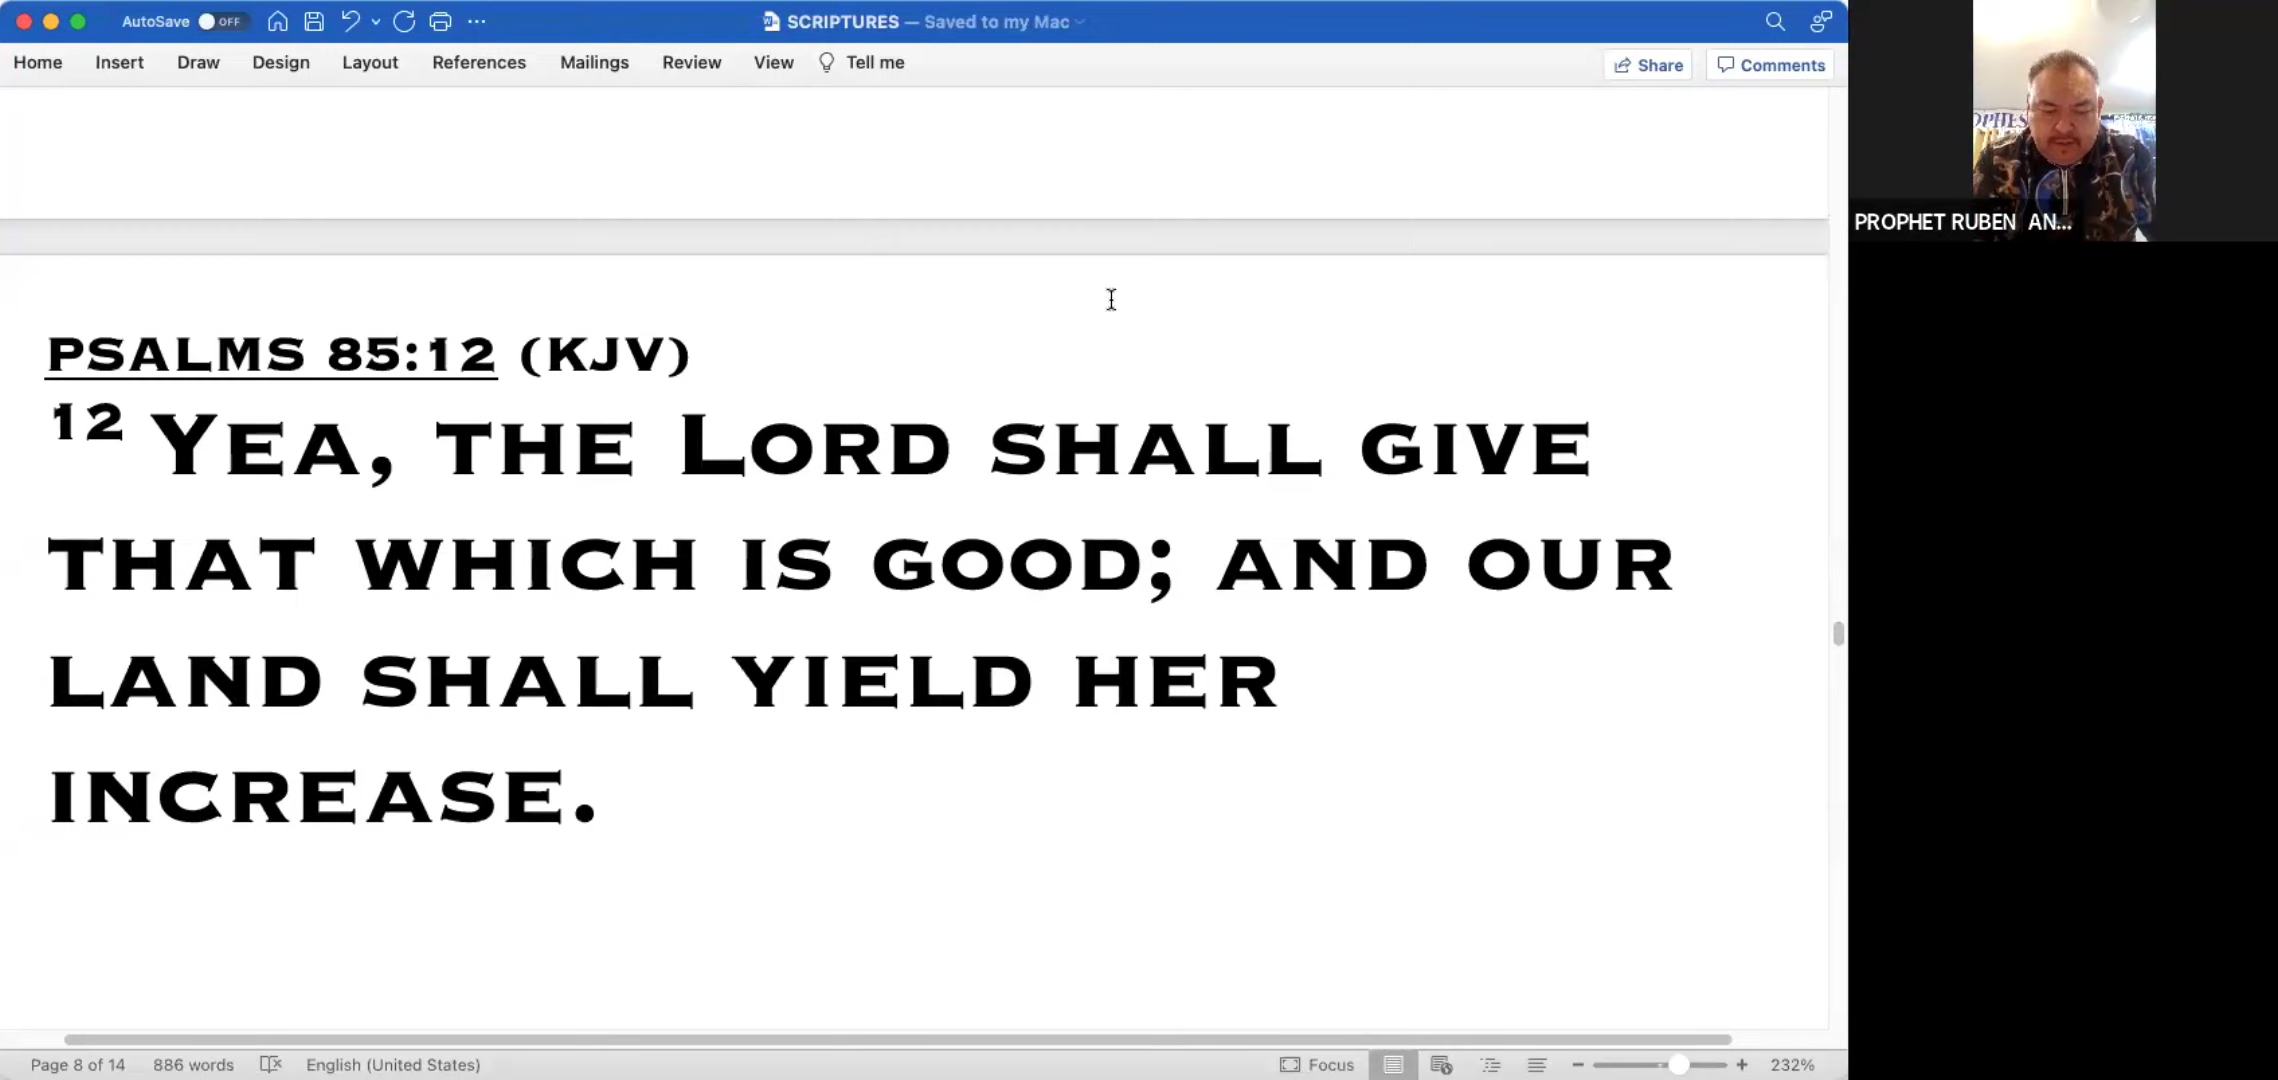 AutoSave OFF
SCRIPTURES — Saved to my Mac
Home Insert Draw Design Layout References Mailings Review View Tell me
Share Comments
PROPHET RUBEN AN...
PSALMS 85:12 (KJV)
12 YEA, THE LORD SHALL GIVE
THAT WHICH IS GOOD; AND OUR
LAND SHALL YIELD HER
INCREASE.
Page 8 of 14 886 words English (United States) Focus 232%